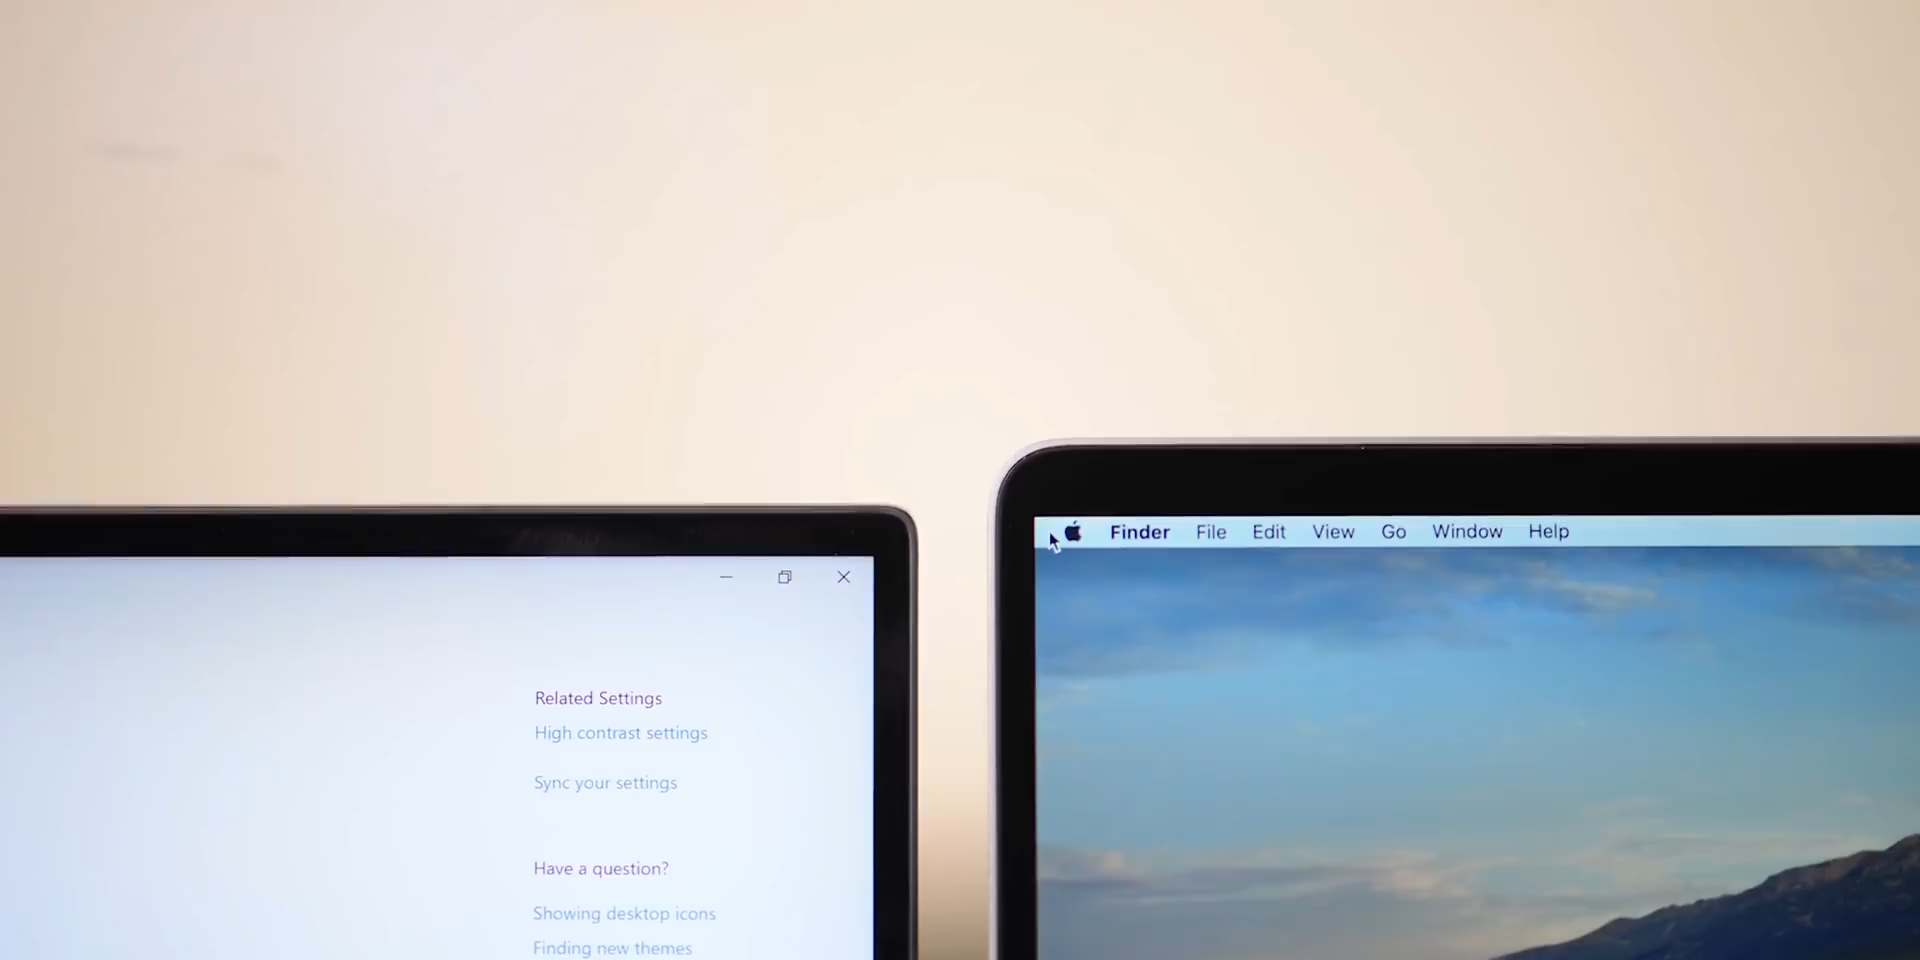 Related Settings
High contrast settings
Sync your settings
Have a question?
Showing desktop icons
Finding new themes
Finder File Edit View Go Window Help